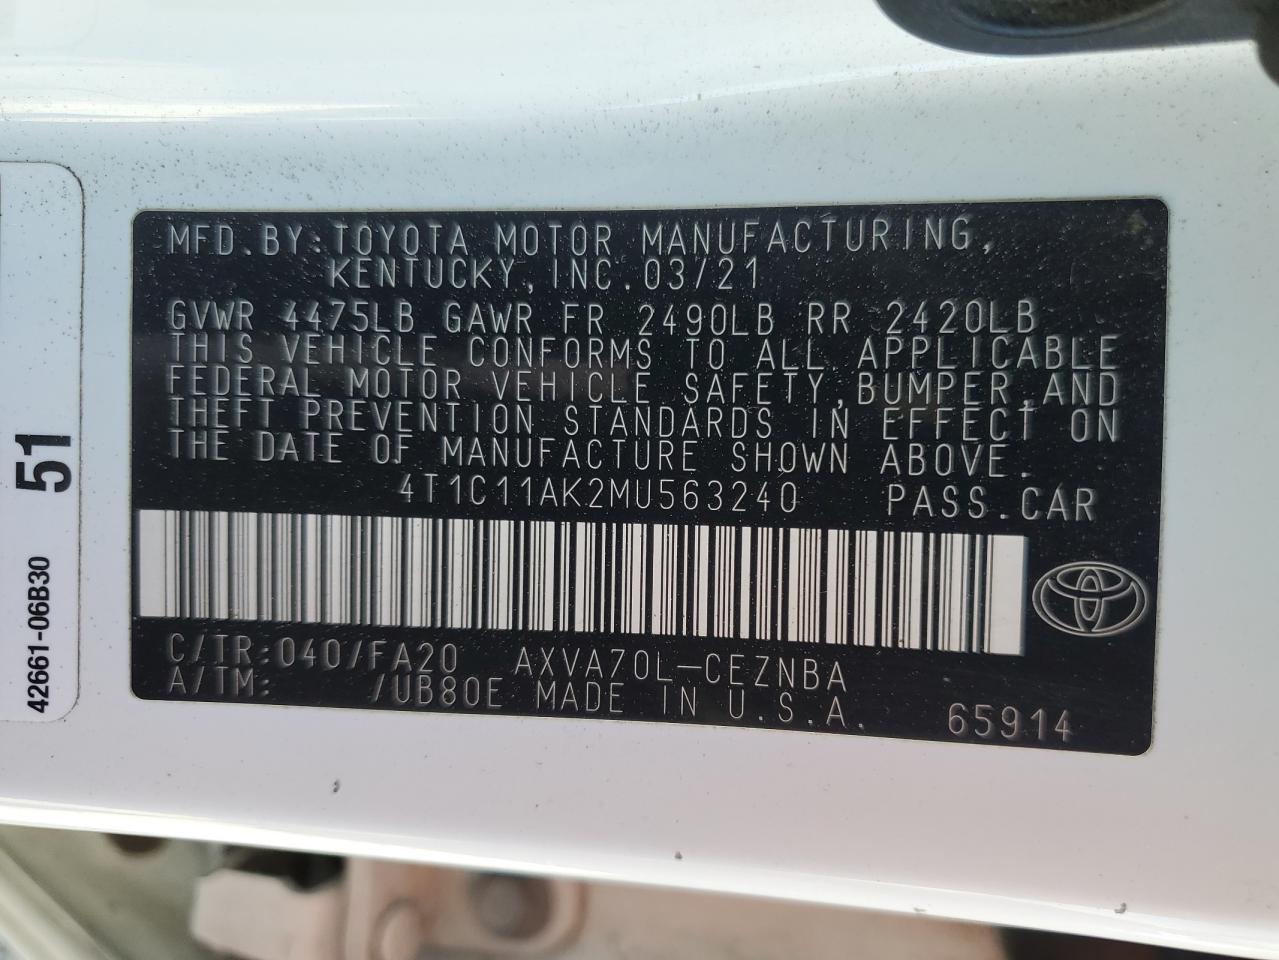 MFD.BY:TOYOTA MOTOR MANUFACTURING,
KENTUCKY,INC.03/21
GVWR 4475LB GAWR FR 2490LB RR 2420LB
THIS VEHICLE CONFORMS TO ALL APPLICABLE
FEDERAL MOTOR VEHICLE SAFETY,BUMPER,AND
THEFT PREVENTION STANDARDS IN EFFECT ON
THE DATE OF MANUFACTURE SHOWN ABOVE.
4T1C11AK2MU563240 PASS.CAR
C/TR:040/FA20 AXVA70L-CEZNBA
A/TM: /UB80E MADE IN U.S.A. 65914
42661-06B30 51